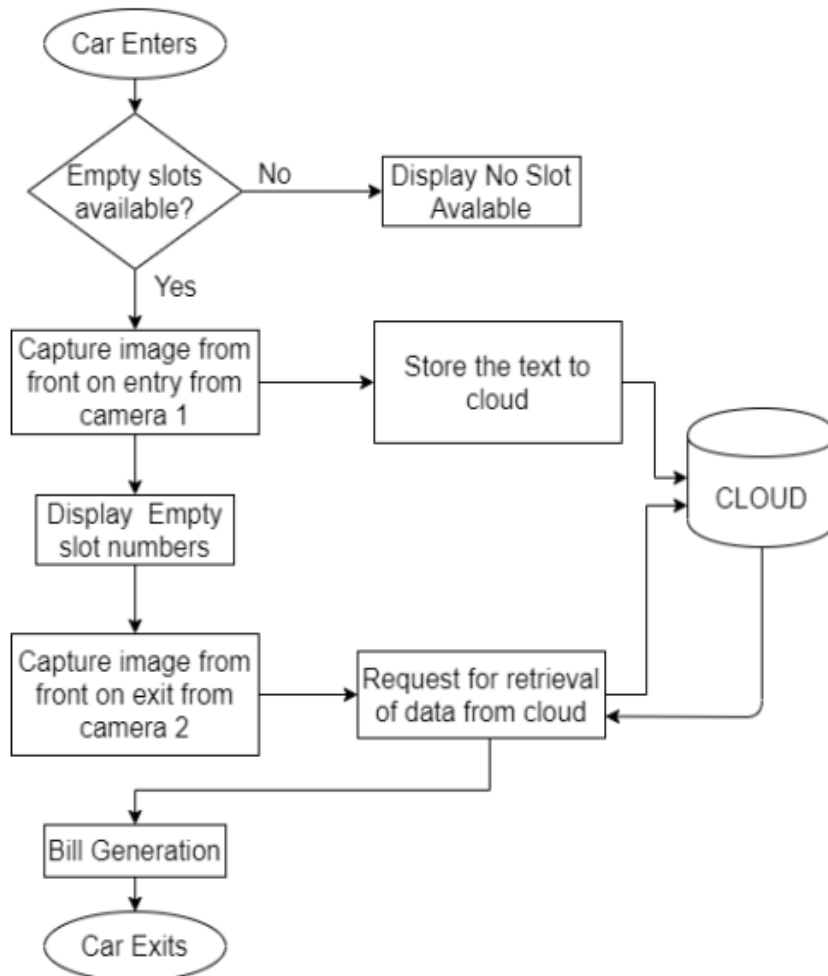 Car Enters
Empty slots
available?
No
Display No Slot
Avalable
Yes
Capture image from
front on entry from
camera 1
Store the text to
cloud
CLOUD
Display Empty
slot numbers
Capture image from
front on exit from
camera 2
Request for retrieval
of data from cloud
Bill Generation
Car Exits